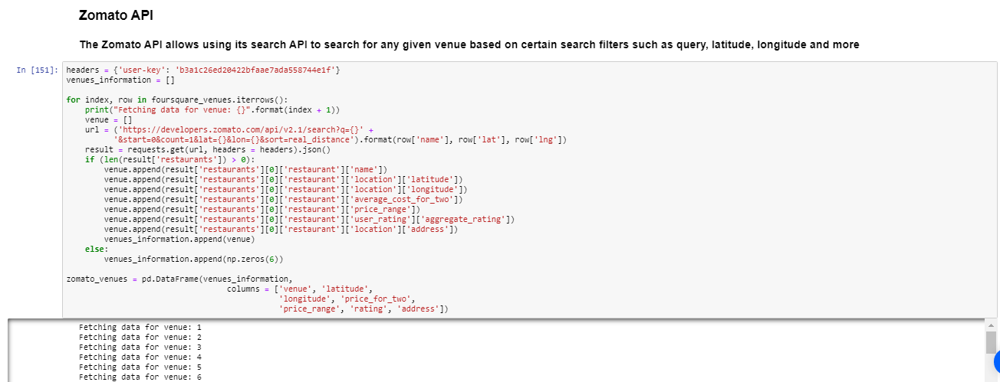 Zomato API
The Zomato API allows using its search API to search for any given venue based on certain search filters such as query, latitude, longitude and more
In [151]: headers = {'user-key': 'b3a1c26ed20422bfaae7ada558744e1f'}
venues_information = []
for index, row in foursquare_venues.iterrows():
    print("Fetching data for venue: {}".format(index + 1))
    venue = []
    url = ('https://developers.zomato.com/api/v2.1/search?q={}' +
          '&start=0&count=1&lat={}&lon={}&sort=real_distance').format(row['name'], row['lat'], row['lng'])
    result = requests.get(url, headers = headers).json()
    if (len(result['restaurants']) > 0):
        venue.append(result['restaurants'][0]['restaurant']['name'])
        venue.append(result['restaurants'][0]['restaurant']['location']['latitude'])
        venue.append(result['restaurants'][0]['restaurant']['location']['longitude'])
        venue.append(result['restaurants'][0]['restaurant']['average_cost_for_two'])
        venue.append(result['restaurants'][0]['restaurant']['price_range'])
        venue.append(result['restaurants'][0]['restaurant']['user_rating']['aggregate_rating'])
        venue.append(result['restaurants'][0]['restaurant']['location']['address'])
        venues_information.append(venue)
    else:
        venues_information.append(np.zeros(6))
zomato_venues = pd.DataFrame(venues_information,
                                  columns = ['venue', 'latitude',
                                             'longitude', 'price_for_two',
                                             'price_range', 'rating', 'address'])
Fetching data for venue: 1
Fetching data for venue: 2
Fetching data for venue: 3
Fetching data for venue: 4
Fetching data for venue: 5
Fetching data for venue: 6